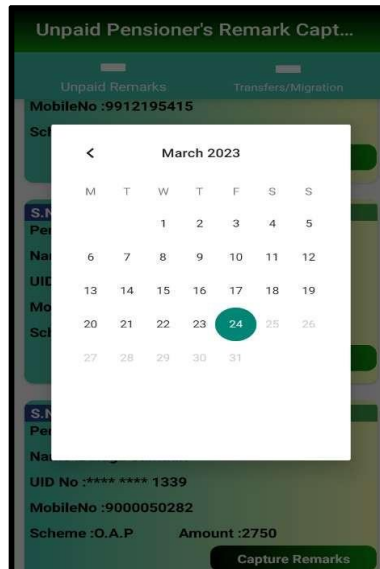 Unpaid Pensioner's Remark Capt...
Unpaid Remarks
Transfers/Migration
MobileNo :9912195415
March 2023
M T W T F S S
1 2 3 4 5
6 7 8 9 10 11 12
13 14 15 16 17 18 19
20 21 22 23 24 25 26
27 28 29 30 31
UID No :**** **** 1339
MobileNo :9000050282
Scheme :O.A.P Amount :2750
Capture Remarks